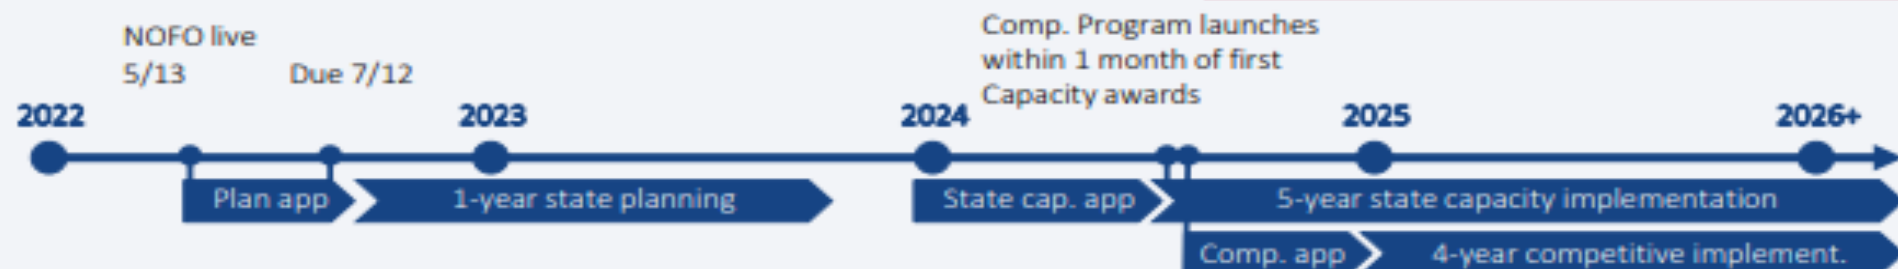 NOFO live
5/13
Due 7/12
Comp. Program launches
within 1 month of first
Capacity awards
2022
2023
2024
2025
2026+
Plan app
1-year state planning
State cap. app
5-year state capacity implementation
Comp. app
4-year competitive implement.